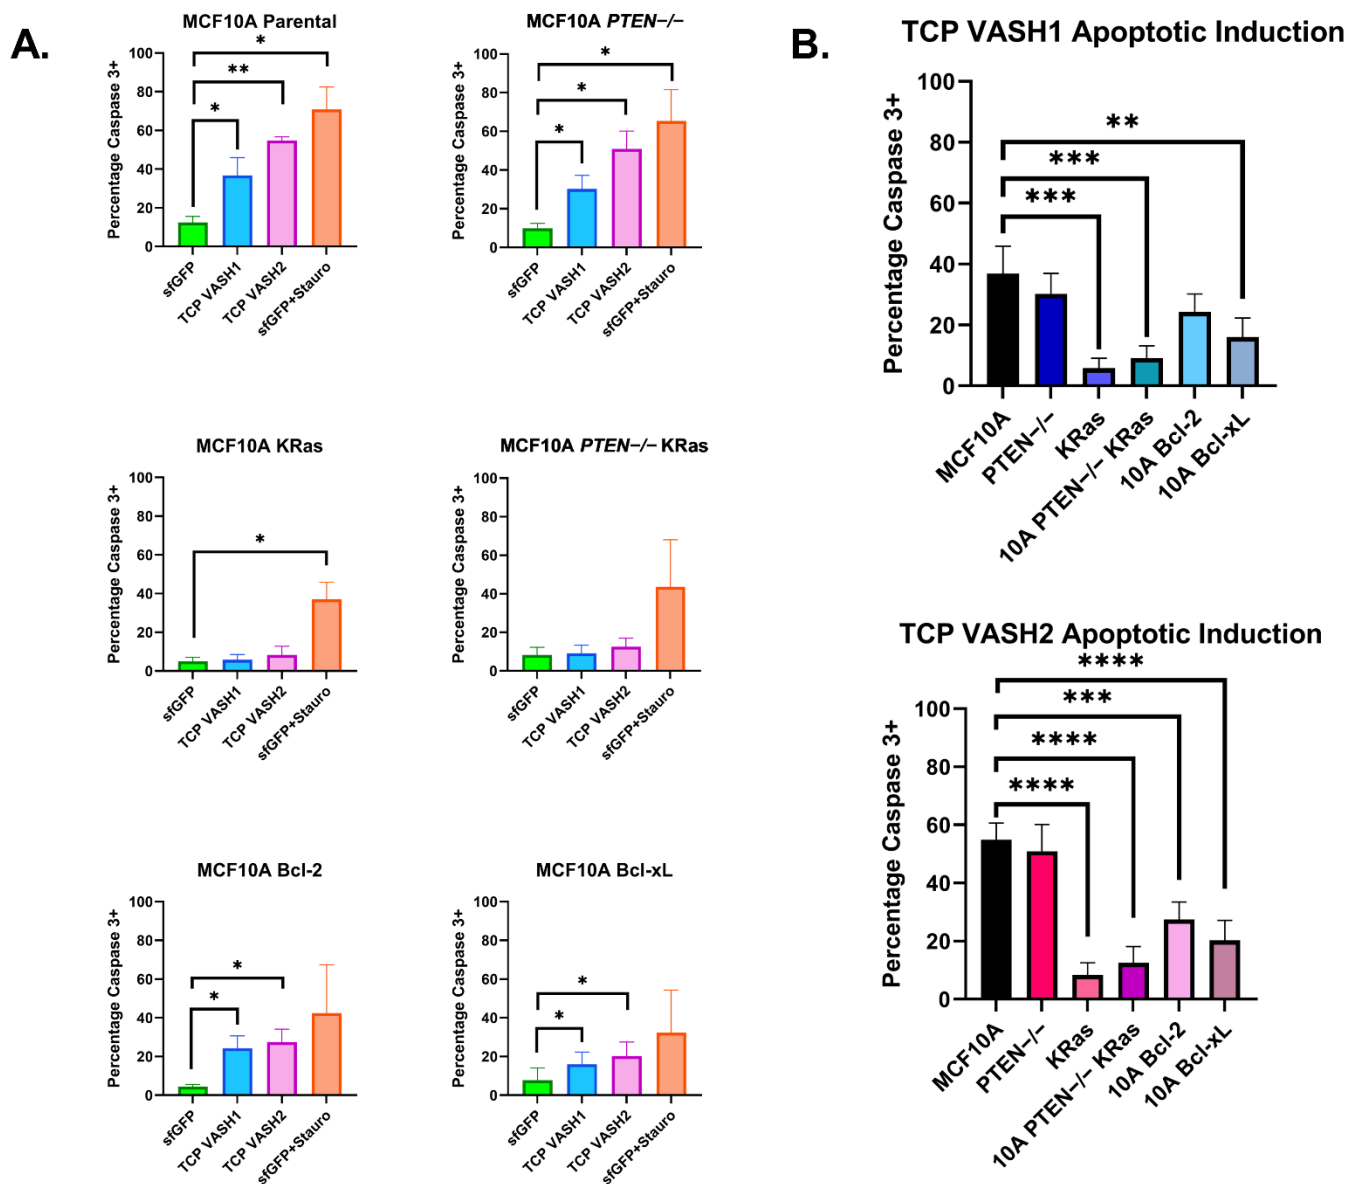 A.
MCF10A Parental
Percentage Caspase 3+
100
80
60
40
20
0
*
**
*
sfGFP
TCP VASH1
TCP VASH2
sfGFP+Stauro
MCF10A PTEN−/−
Percentage Caspase 3+
100
80
60
40
20
0
*
*
*
sfGFP
TCP VASH1
TCP VASH2
sfGFP+Stauro
MCF10A KRas
Percentage Caspase 3+
100
80
60
40
20
0
*
sfGFP
TCP VASH1
TCP VASH2
sfGFP+Stauro
MCF10A PTEN−/− KRas
Percentage Caspase 3+
100
80
60
40
20
0
sfGFP
TCP VASH1
TCP VASH2
sfGFP+Stauro
MCF10A Bcl-2
Percentage Caspase 3+
100
80
60
40
20
0
*
*
sfGFP
TCP VASH1
TCP VASH2
sfGFP+Stauro
MCF10A Bcl-xL
Percentage Caspase 3+
100
80
60
40
20
0
*
*
sfGFP
TCP VASH1
TCP VASH2
sfGFP+Stauro
B.
TCP VASH1 Apoptotic Induction
Percentage Caspase 3+
100
80
60
40
20
0
**
***
***
MCF10A
PTEN−/−
KRas
10A PTEN−/− KRas
10A Bcl-2
10A Bcl-xL
TCP VASH2 Apoptotic Induction
Percentage Caspase 3+
100
80
60
40
20
0
****
***
****
****
MCF10A
PTEN−/−
KRas
10A PTEN−/− KRas
10A Bcl-2
10A Bcl-xL